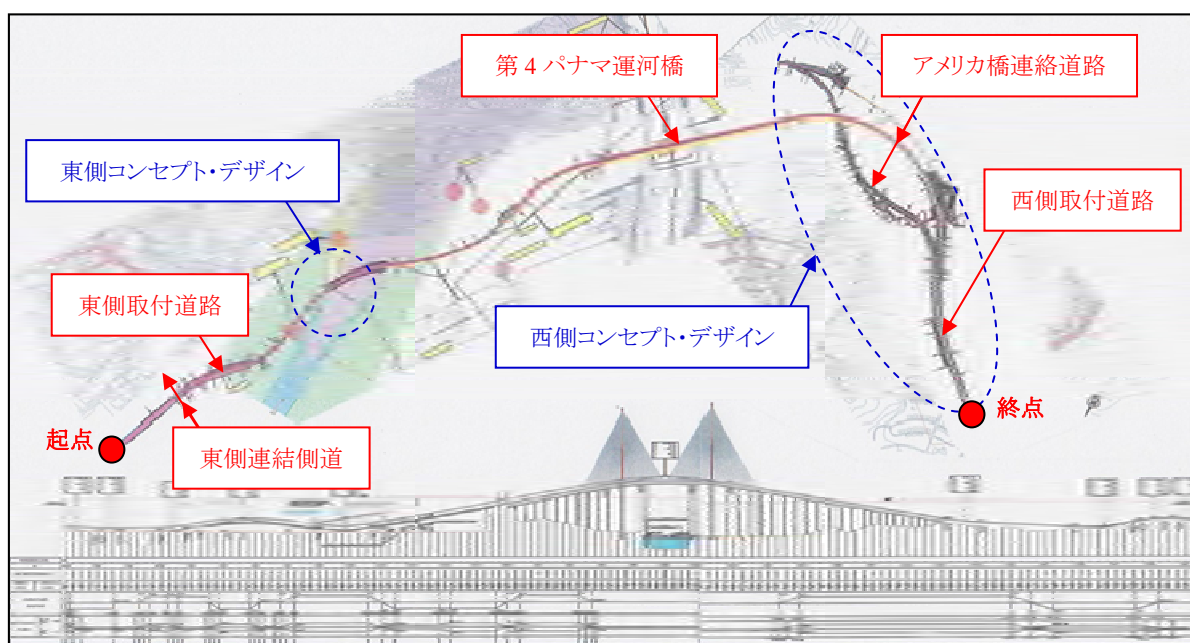 第4パナマ運河橋
アメリカ橋連絡道路
東側コンセプト・デザイン
西側取付道路
東側取付道路
西側コンセプト・デザイン
起点
終点
東側連結側道